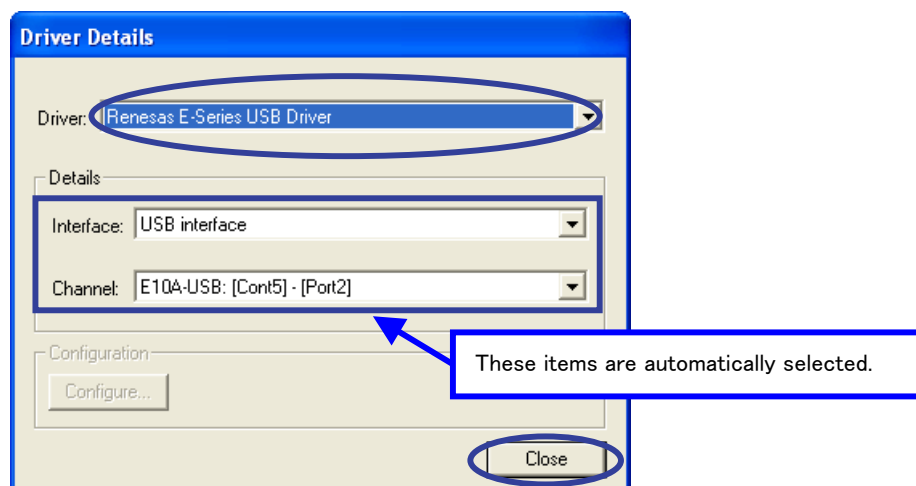 Driver Details
Driver: Renesas E-Series USB Driver
Details
Interface: USB interface
Channel: E10A-USB: [Cont5] - [Port2]
These items are automatically selected.
Configuration
Configure...
Close